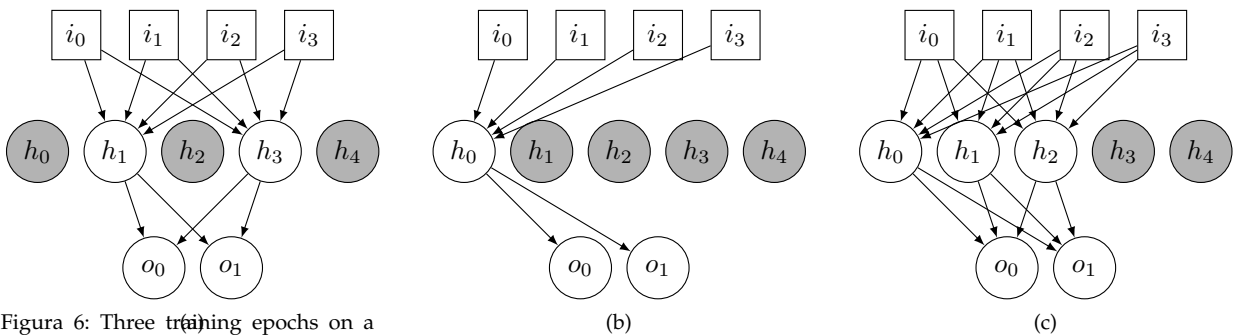 i0 i1 i2 i3
h0 h1 h2 h3 h4
o0 o1
(a)
i0 i1 i2 i3
h0 h1 h2 h3 h4
o0 o1
(b)
i0 i1 i2 i3
h0 h1 h2 h3 h4
o0 o1
(c)
Figura 6: Three training epochs on a